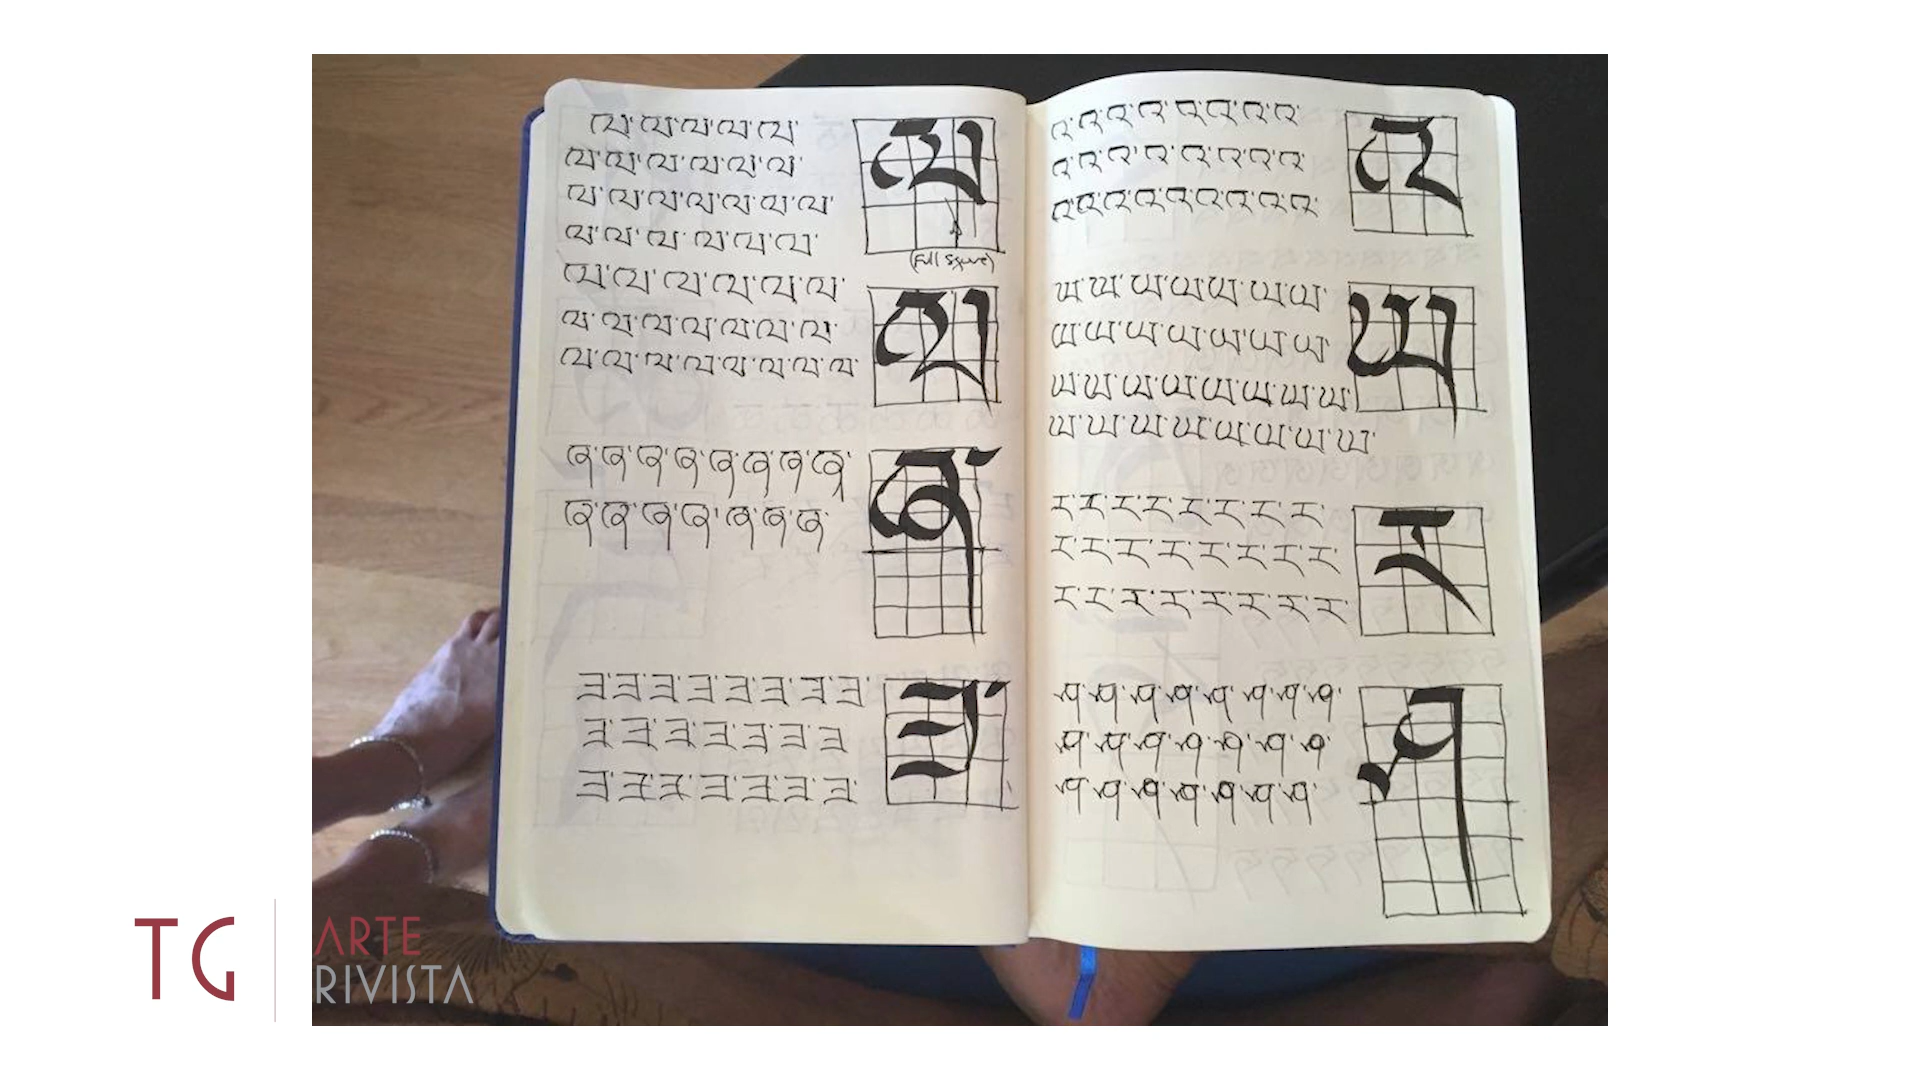 ཝ་ཝ་ཝ་ཝ་ཝ་
ཝ་ཝ་ཝ་ཝ་ཝ་ཝ་
ཝ་ཝ་ཝ་ཝ་ཝ་ཝ་
ཝ་ཝ་ཝ་ཝ་ཝ་ཝ་
ཝ
(Full Square)
ལ་ལ་ལ་ལ་ལ་ལ་
ལ་ལ་ལ་ལ་ལ་ལ་ལ་
ལ་ལ་ལ་ལ་ལ་ལ་ལ་ལ་
ལ
ཞ་ཞ་ཞ་ཞ་ཞ་ཞ་ཞ་ཞ་
ཞ་ཞ་ཞ་ཞ་ཞ་ཞ་ཞ་
ཞ་
ཟ་ཟ་ཟ་ཟ་ཟ་ཟ་ཟ་ཟ་
ཟ་ཟ་ཟ་ཟ་ཟ་ཟ་ཟ་
ཟ་ཟ་ཟ་ཟ་ཟ་ཟ་ཟ་
ཟ་
འ་འ་འ་འ་འ་འ་འ་འ་
འ་འ་འ་འ་འ་འ་འ་འ་
འ་འ་འ་འ་འ་འ་འ་འ་འ་
འ
ཡ་ཡ་ཡ་ཡ་ཡ་ཡ་ཡ་
ཡ་ཡ་ཡ་ཡ་ཡ་ཡ་ཡ་
ཡ་ཡ་ཡ་ཡ་ཡ་ཡ་ཡ་ཡ་
ཡ་ཡ་ཡ་ཡ་ཡ་ཡ་ཡ་ཡ་
ཡ
ར་ར་ར་ར་ར་ར་ར་ར་
ར་ར་ར་ར་ར་ར་ར་ར་
ར་ར་ར་ར་ར་ར་ར་ར་
ར
ཤ་ཤ་ཤ་ཤ་ཤ་ཤ་ཤ་ཤ་
ཤ་ཤ་ཤ་ཤ་ཤ་ཤ་ཤ་
ཤ་ཤ་ཤ་ཤ་ཤ་ཤ་ཤ་
ཤ
TG
ARTE
RIVISTA